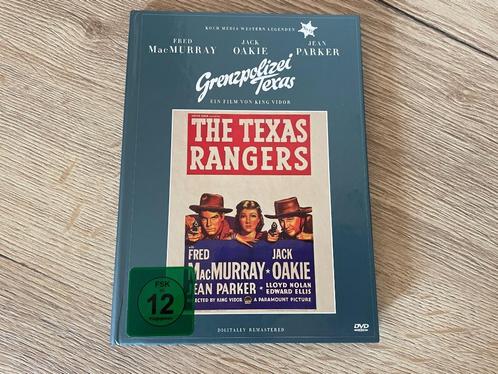 KOCH MEDIA WESTERN LEGENDEN
FRED MACMURRAY
JACK OAKIE
JEAN PARKER
Grenzpolizei
Texas
EIN FILM VON KING VIDOR
THE TEXAS
RANGERS
FRED JACK
MACMURRAY★OAKIE
JEAN PARKER • LLOYD NOLAN
EDWARD ELLIS
DIRECTED BY KING VIDOR
A PARAMOUNT PICTURE
FSK
12
DIGITALLY REMASTERED
DVD